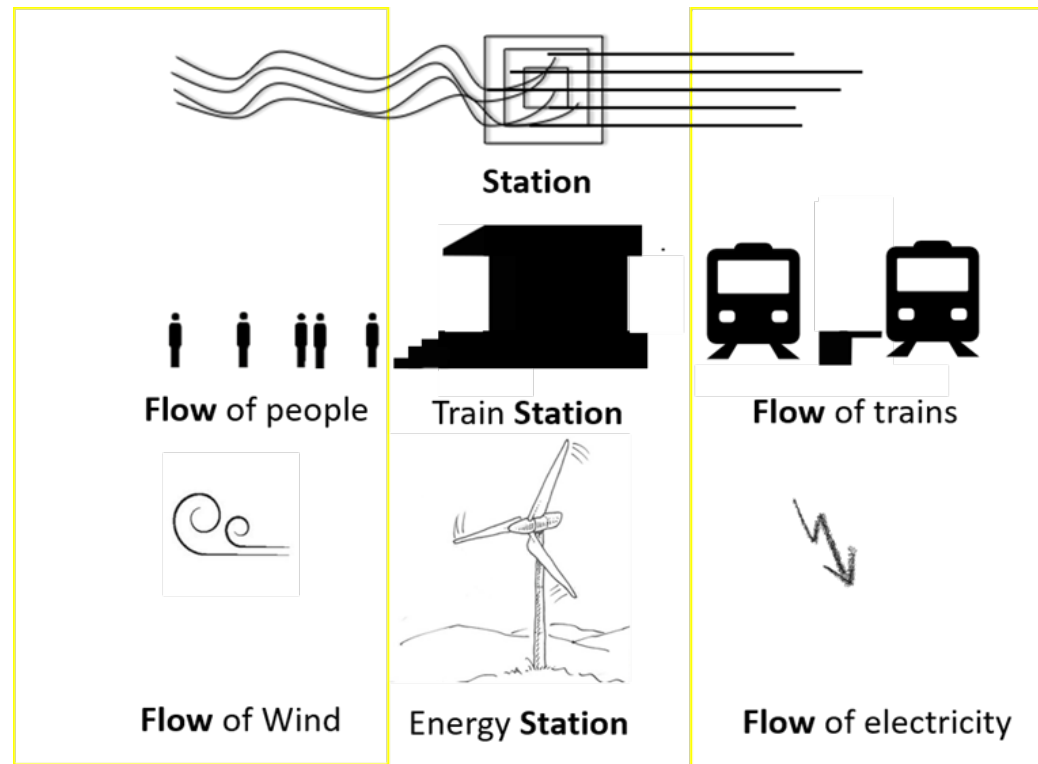 Station
Flow of people
Train Station
Flow of trains
Flow of Wind
Energy Station
Flow of electricity